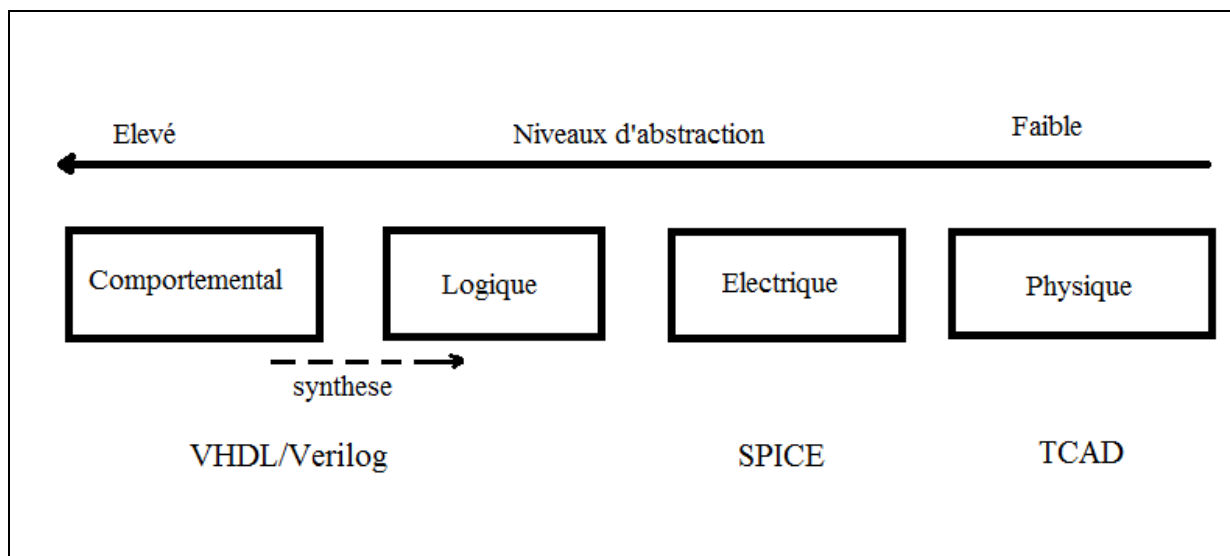 Elevé Niveaux d'abstraction Faible
Comportemental Logique Electrique Physique
synthese
VHDL/Verilog SPICE TCAD